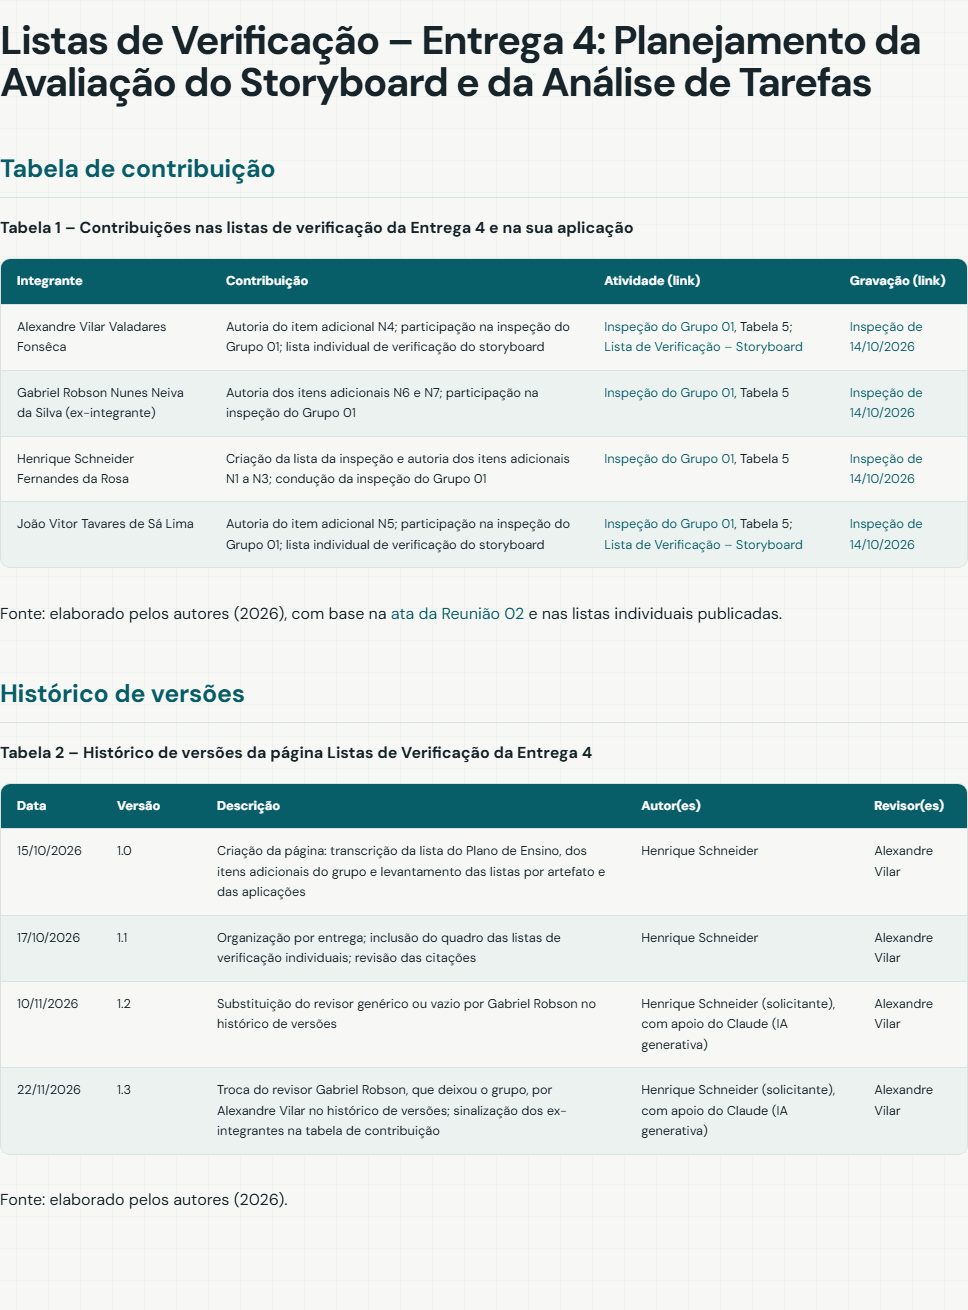 Listas de Verificação – Entrega 4: Planejamento da
Avaliação do Storyboard e da Análise de Tarefas
Tabela de contribuição
Tabela 1 – Contribuições nas listas de verificação da Entrega 4 e na sua aplicação
Integrante
Contribuição
Atividade (link)
Gravação (link)
Alexandre Vilar Valadares
Fonsêca
Autoria do item adicional N4; participação na inspeção do
Grupo 01; lista individual de verificação do storyboard
Inspeção do Grupo 01, Tabela 5;
Lista de Verificação – Storyboard
Inspeção de
14/10/2026
Gabriel Robson Nunes Neiva
da Silva (ex-integrante)
Autoria dos itens adicionais N6 e N7; participação na
inspeção do Grupo 01
Inspeção do Grupo 01, Tabela 5
Inspeção de
14/10/2026
Henrique Schneider
Fernandes da Rosa
Criação da lista da inspeção e autoria dos itens adicionais
N1 a N3; condução da inspeção do Grupo 01
Inspeção do Grupo 01, Tabela 5
Inspeção de
14/10/2026
João Vitor Tavares de Sá Lima
Autoria do item adicional N5; participação na inspeção do
Grupo 01; lista individual de verificação do storyboard
Inspeção do Grupo 01, Tabela 5;
Lista de Verificação – Storyboard
Inspeção de
14/10/2026
Fonte: elaborado pelos autores (2026), com base na ata da Reunião 02 e nas listas individuais publicadas.
Histórico de versões
Tabela 2 – Histórico de versões da página Listas de Verificação da Entrega 4
Data
Versão
Descrição
Autor(es)
Revisor(es)
15/10/2026
1.0
Criação da página: transcrição da lista do Plano de Ensino, dos
itens adicionais do grupo e levantamento das listas por artefato e
das aplicações
Henrique Schneider
Alexandre
Vilar
17/10/2026
1.1
Organização por entrega; inclusão do quadro das listas de
verificação individuais; revisão das citações
Henrique Schneider
Alexandre
Vilar
10/11/2026
1.2
Substituição do revisor genérico ou vazio por Gabriel Robson no
histórico de versões
Henrique Schneider (solicitante),
com apoio do Claude (IA
generativa)
Alexandre
Vilar
22/11/2026
1.3
Troca do revisor Gabriel Robson, que deixou o grupo, por
Alexandre Vilar no histórico de versões; sinalização dos ex-
integrantes na tabela de contribuição
Henrique Schneider (solicitante),
com apoio do Claude (IA
generativa)
Alexandre
Vilar
Fonte: elaborado pelos autores (2026).